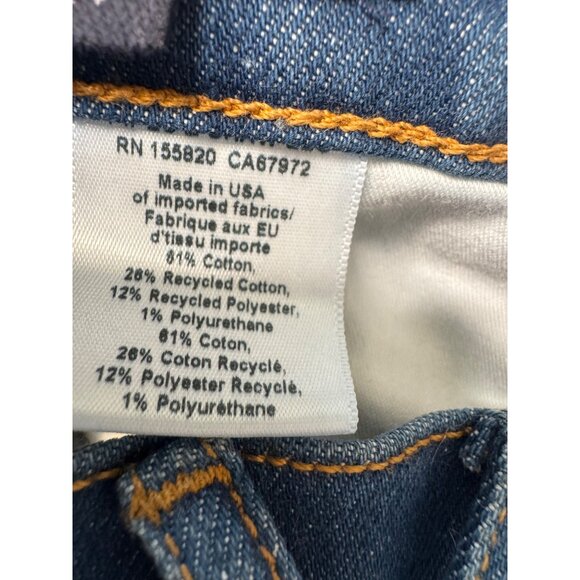 RN 155820 CA67972
Made in USA
of imported fabrics/
Fabrique aux EU
d'tissu importe
61% Cotton,
26% Recycled Cotton,
12% Recycled Polyester,
1% Polyurethane
61% Coton,
26% Coton Recyclé,
12% Polyester Recyclé,
1% Polyuréthane